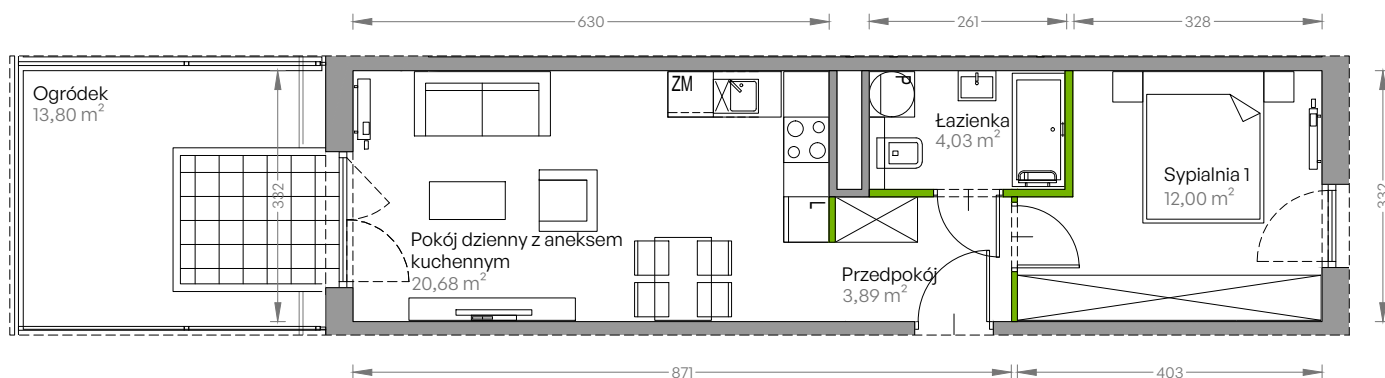 630
261
328
Ogródek
13,80 m²
332
ZM
Łazienka
4,03 m²
Sypialnia 1
12,00 m²
332
L
Pokój dzienny z aneksem
kuchennym
20,68 m²
Przedpokój
3,89 m²
871
403